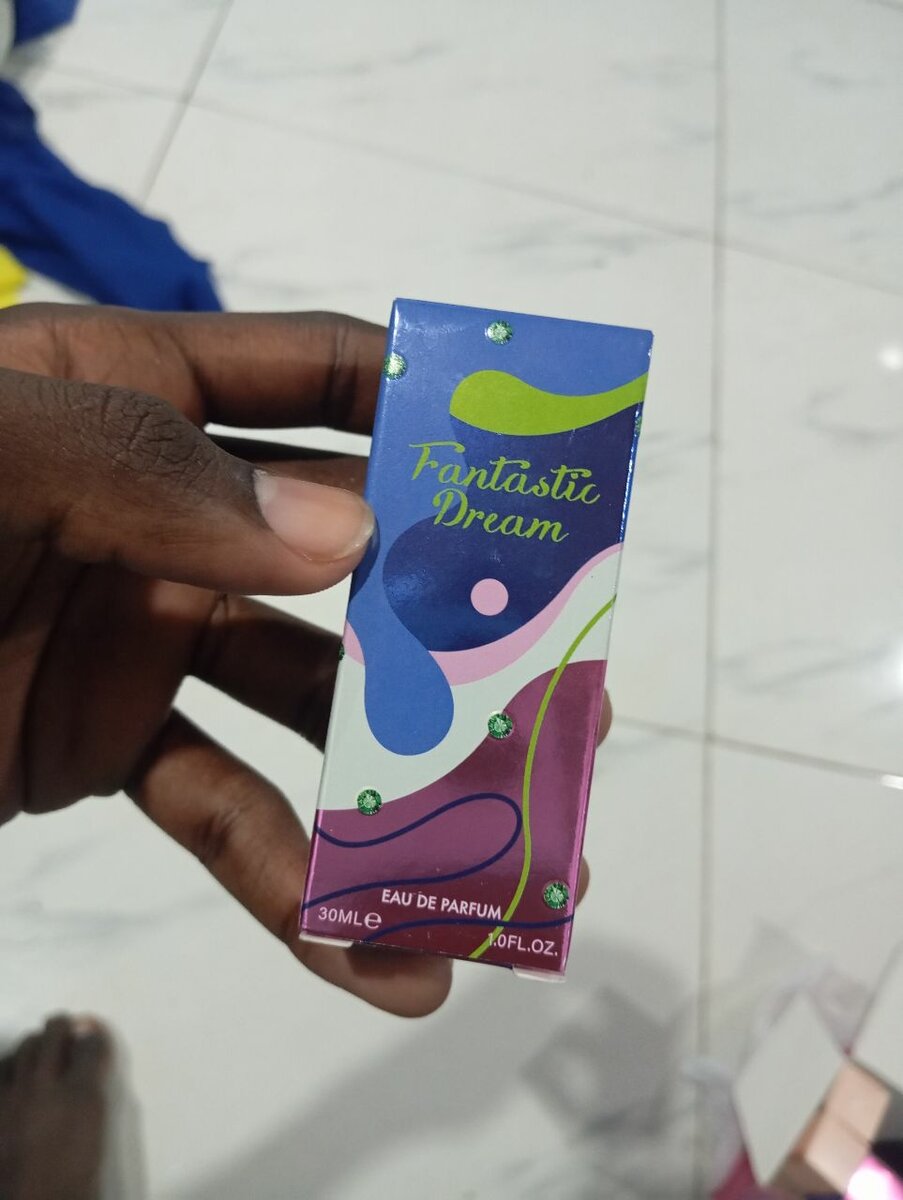 Fantastic
Dream
EAU DE PARFUM
30ML℮
1.0FL.OZ.